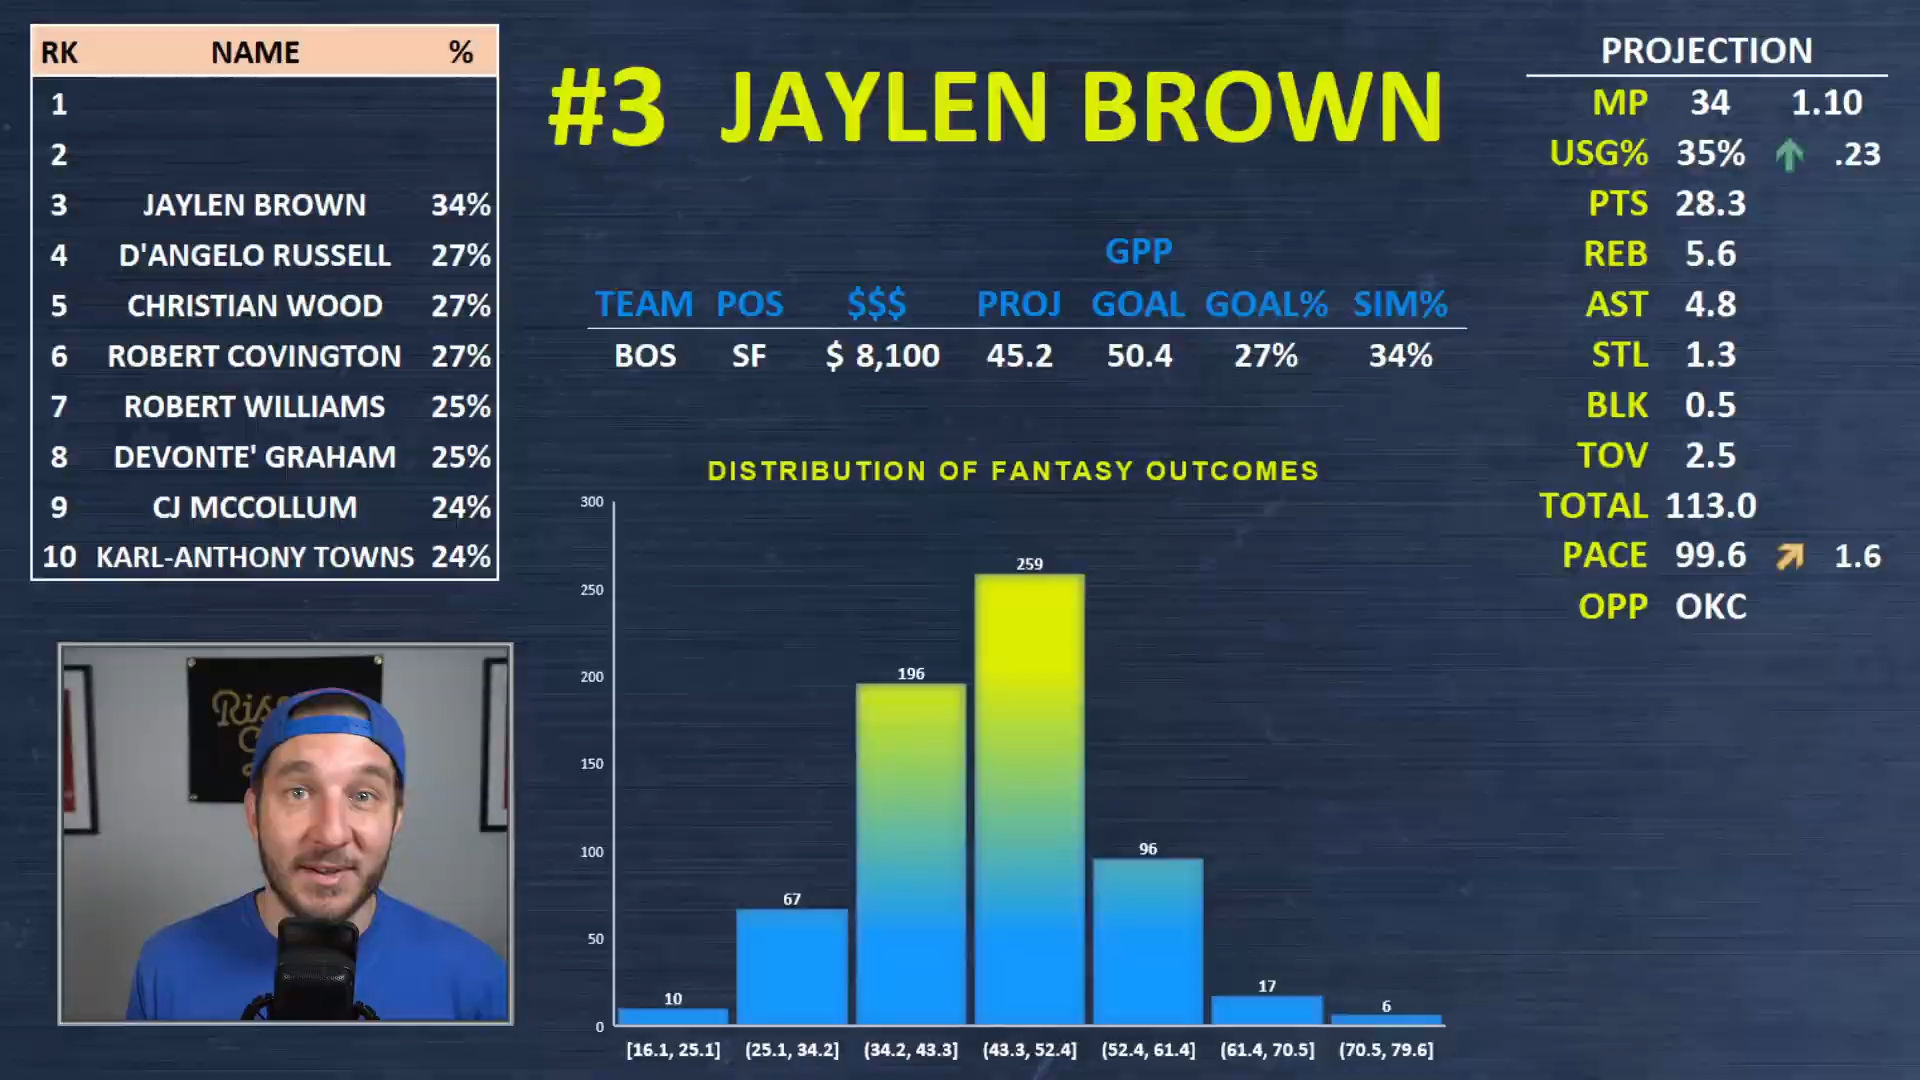 RK NAME %
1
2
3 JAYLEN BROWN 34%
4 D'ANGELO RUSSELL 27%
5 CHRISTIAN WOOD 27%
6 ROBERT COVINGTON 27%
7 ROBERT WILLIAMS 25%
8 DEVONTE' GRAHAM 25%
9 CJ MCCOLLUM 24%
10 KARL-ANTHONY TOWNS 24%
#3 JAYLEN BROWN
GPP
TEAM POS $$$ PROJ GOAL GOAL% SIM%
BOS SF $ 8,100 45.2 50.4 27% 34%
DISTRIBUTION OF FANTASY OUTCOMES
300
250
200
150
100
50
0
10
67
196
259
96
17
6
[16.1, 25.1] (25.1, 34.2] (34.2, 43.3] (43.3, 52.4] (52.4, 61.4] (61.4, 70.5] (70.5, 79.6]
PROJECTION
MP 34 1.10
USG% 35% .23
PTS 28.3
REB 5.6
AST 4.8
STL 1.3
BLK 0.5
TOV 2.5
TOTAL 113.0
PACE 99.6 1.6
OPP OKC